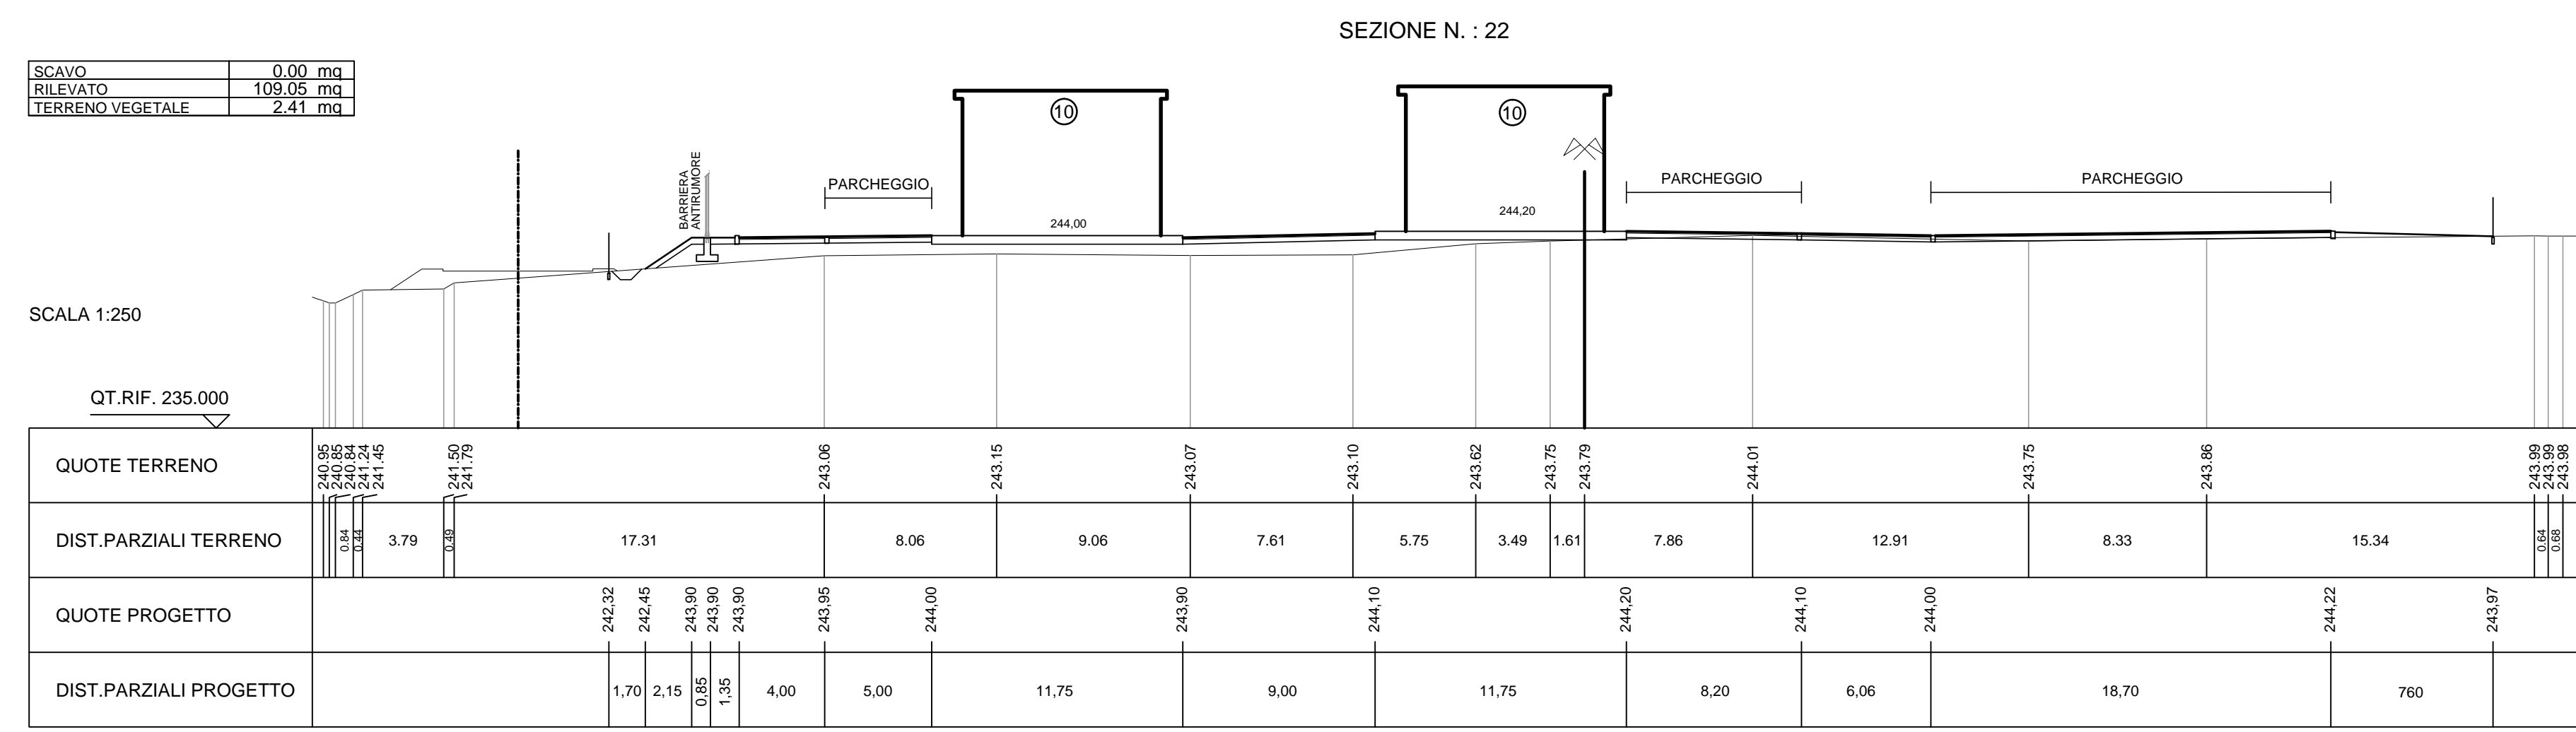 SEZIONE N. : 22
SCAVO 0.00 mq
RILEVATO 109.05 mq
TERRENO VEGETALE 2.41 mq
10
10
BARRIERA
ANTIRUMORE
PARCHEGGIO
PARCHEGGIO
PARCHEGGIO
244,00
244,20
SCALA 1:250
QT.RIF. 235.000
QUOTE TERRENO 240.95 240.85 240.84 241.24 241.45 241.50 241.79 243.06 243.15 243.07 243.10 243.62 243.75 243.79 244.01 243.75 243.86 243.99 243.99 243.98
DIST.PARZIALI TERRENO 0.84 0.44 3.79 0.49 17.31 8.06 9.06 7.61 5.75 3.49 1.61 7.86 12.91 8.33 15.34 0.64 0.68
QUOTE PROGETTO 242,32 242,45 243,90 243,90 243,90 243,95 244,00 243,90 244,10 244,20 244,10 244,00 244,22 243,97
DIST.PARZIALI PROGETTO 1,70 2,15 0,85 1,35 4,00 5,00 11,75 9,00 11,75 8,20 6,06 18,70 760